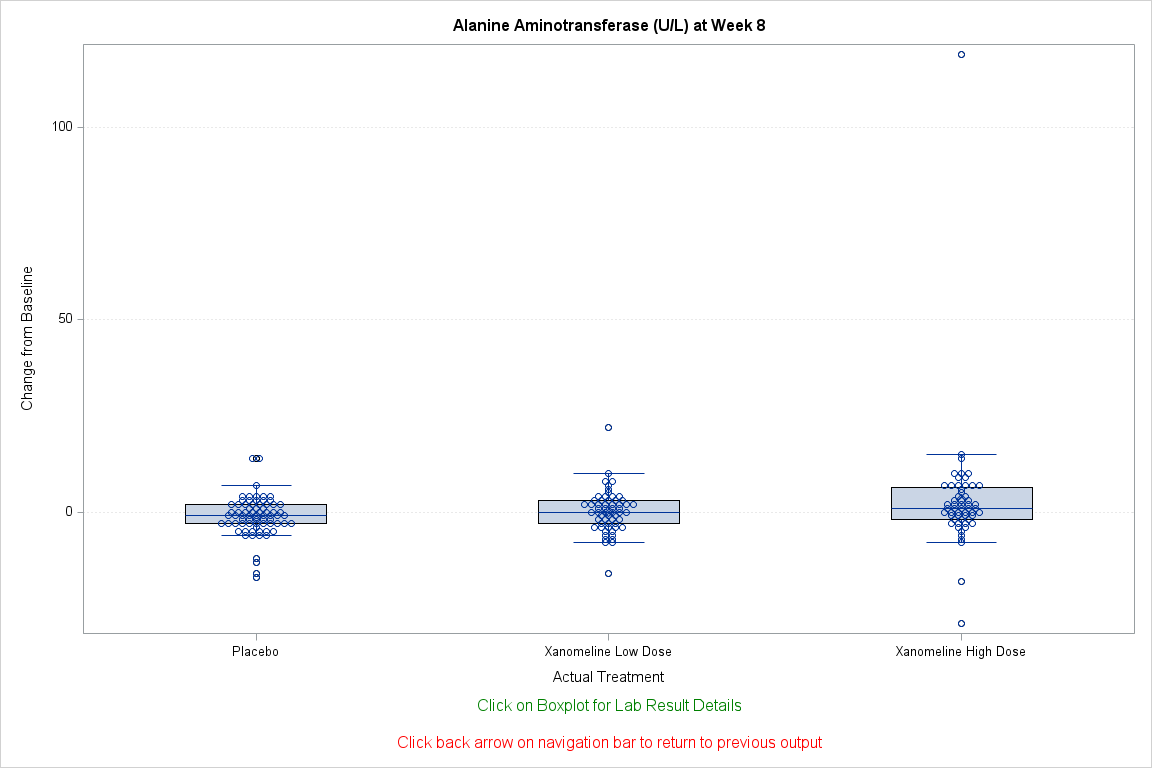 Alanine Aminotransferase (U/L) at Week 8
Change from Baseline
100
50
0
Placebo
Xanomeline Low Dose
Xanomeline High Dose
Actual Treatment
Click on Boxplot for Lab Result Details
Click back arrow on navigation bar to return to previous output